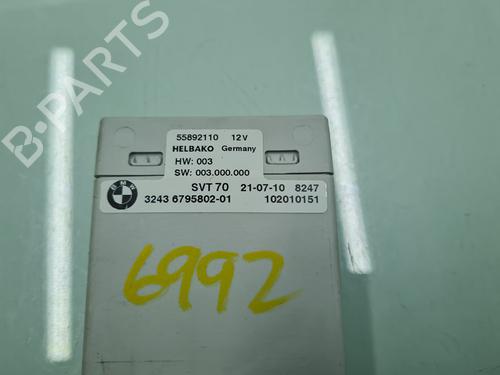 B-PARTS
55892110 12V
HELBAKO Germany
HW: 003
SW: 003.000.000
BMW
SVT 70 21-07-10 8247
3243 6795802-01 102010151
6992